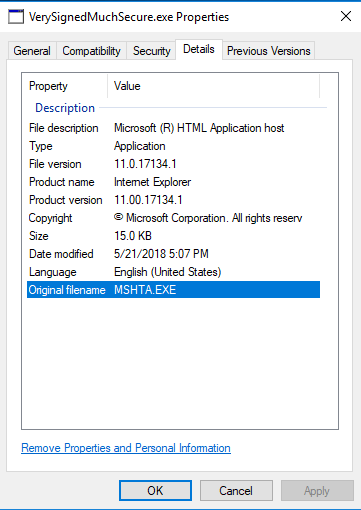 VerySignedMuchSecure.exe Properties
General Compatibility Security Details Previous Versions
Property Value
Description
File description Microsoft (R) HTML Application host
Type Application
File version 11.0.17134.1
Product name Internet Explorer
Product version 11.00.17134.1
Copyright © Microsoft Corporation. All rights reserv
Size 15.0 KB
Date modified 5/21/2018 5:07 PM
Language English (United States)
Original filename MSHTA.EXE
Remove Properties and Personal Information
OK Cancel Apply